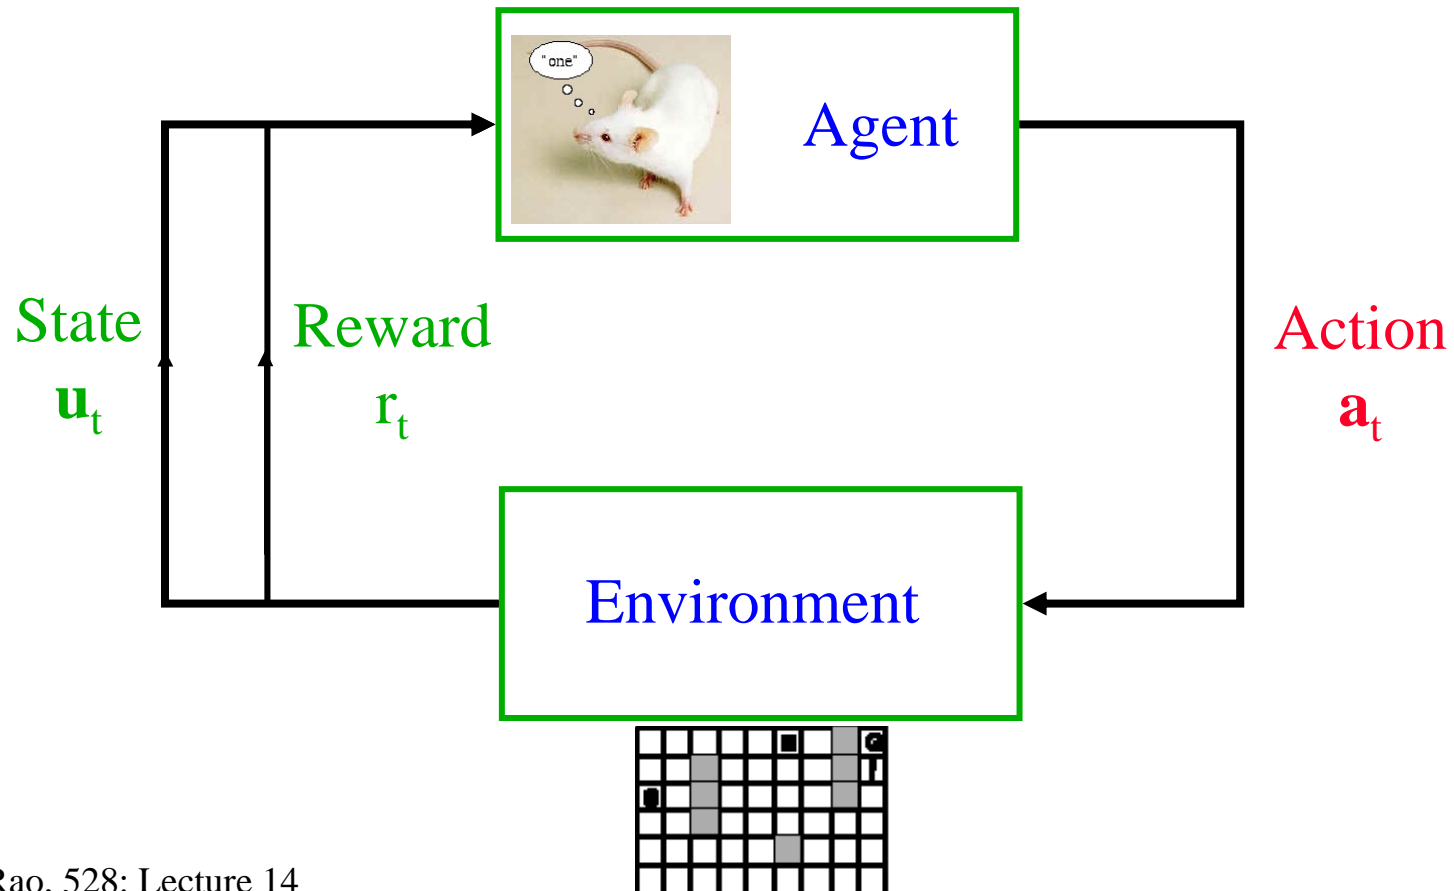 "one"
Agent
State
u_t
Reward
r_t
Action
a_t
Environment
Rao, 528: Lecture 14